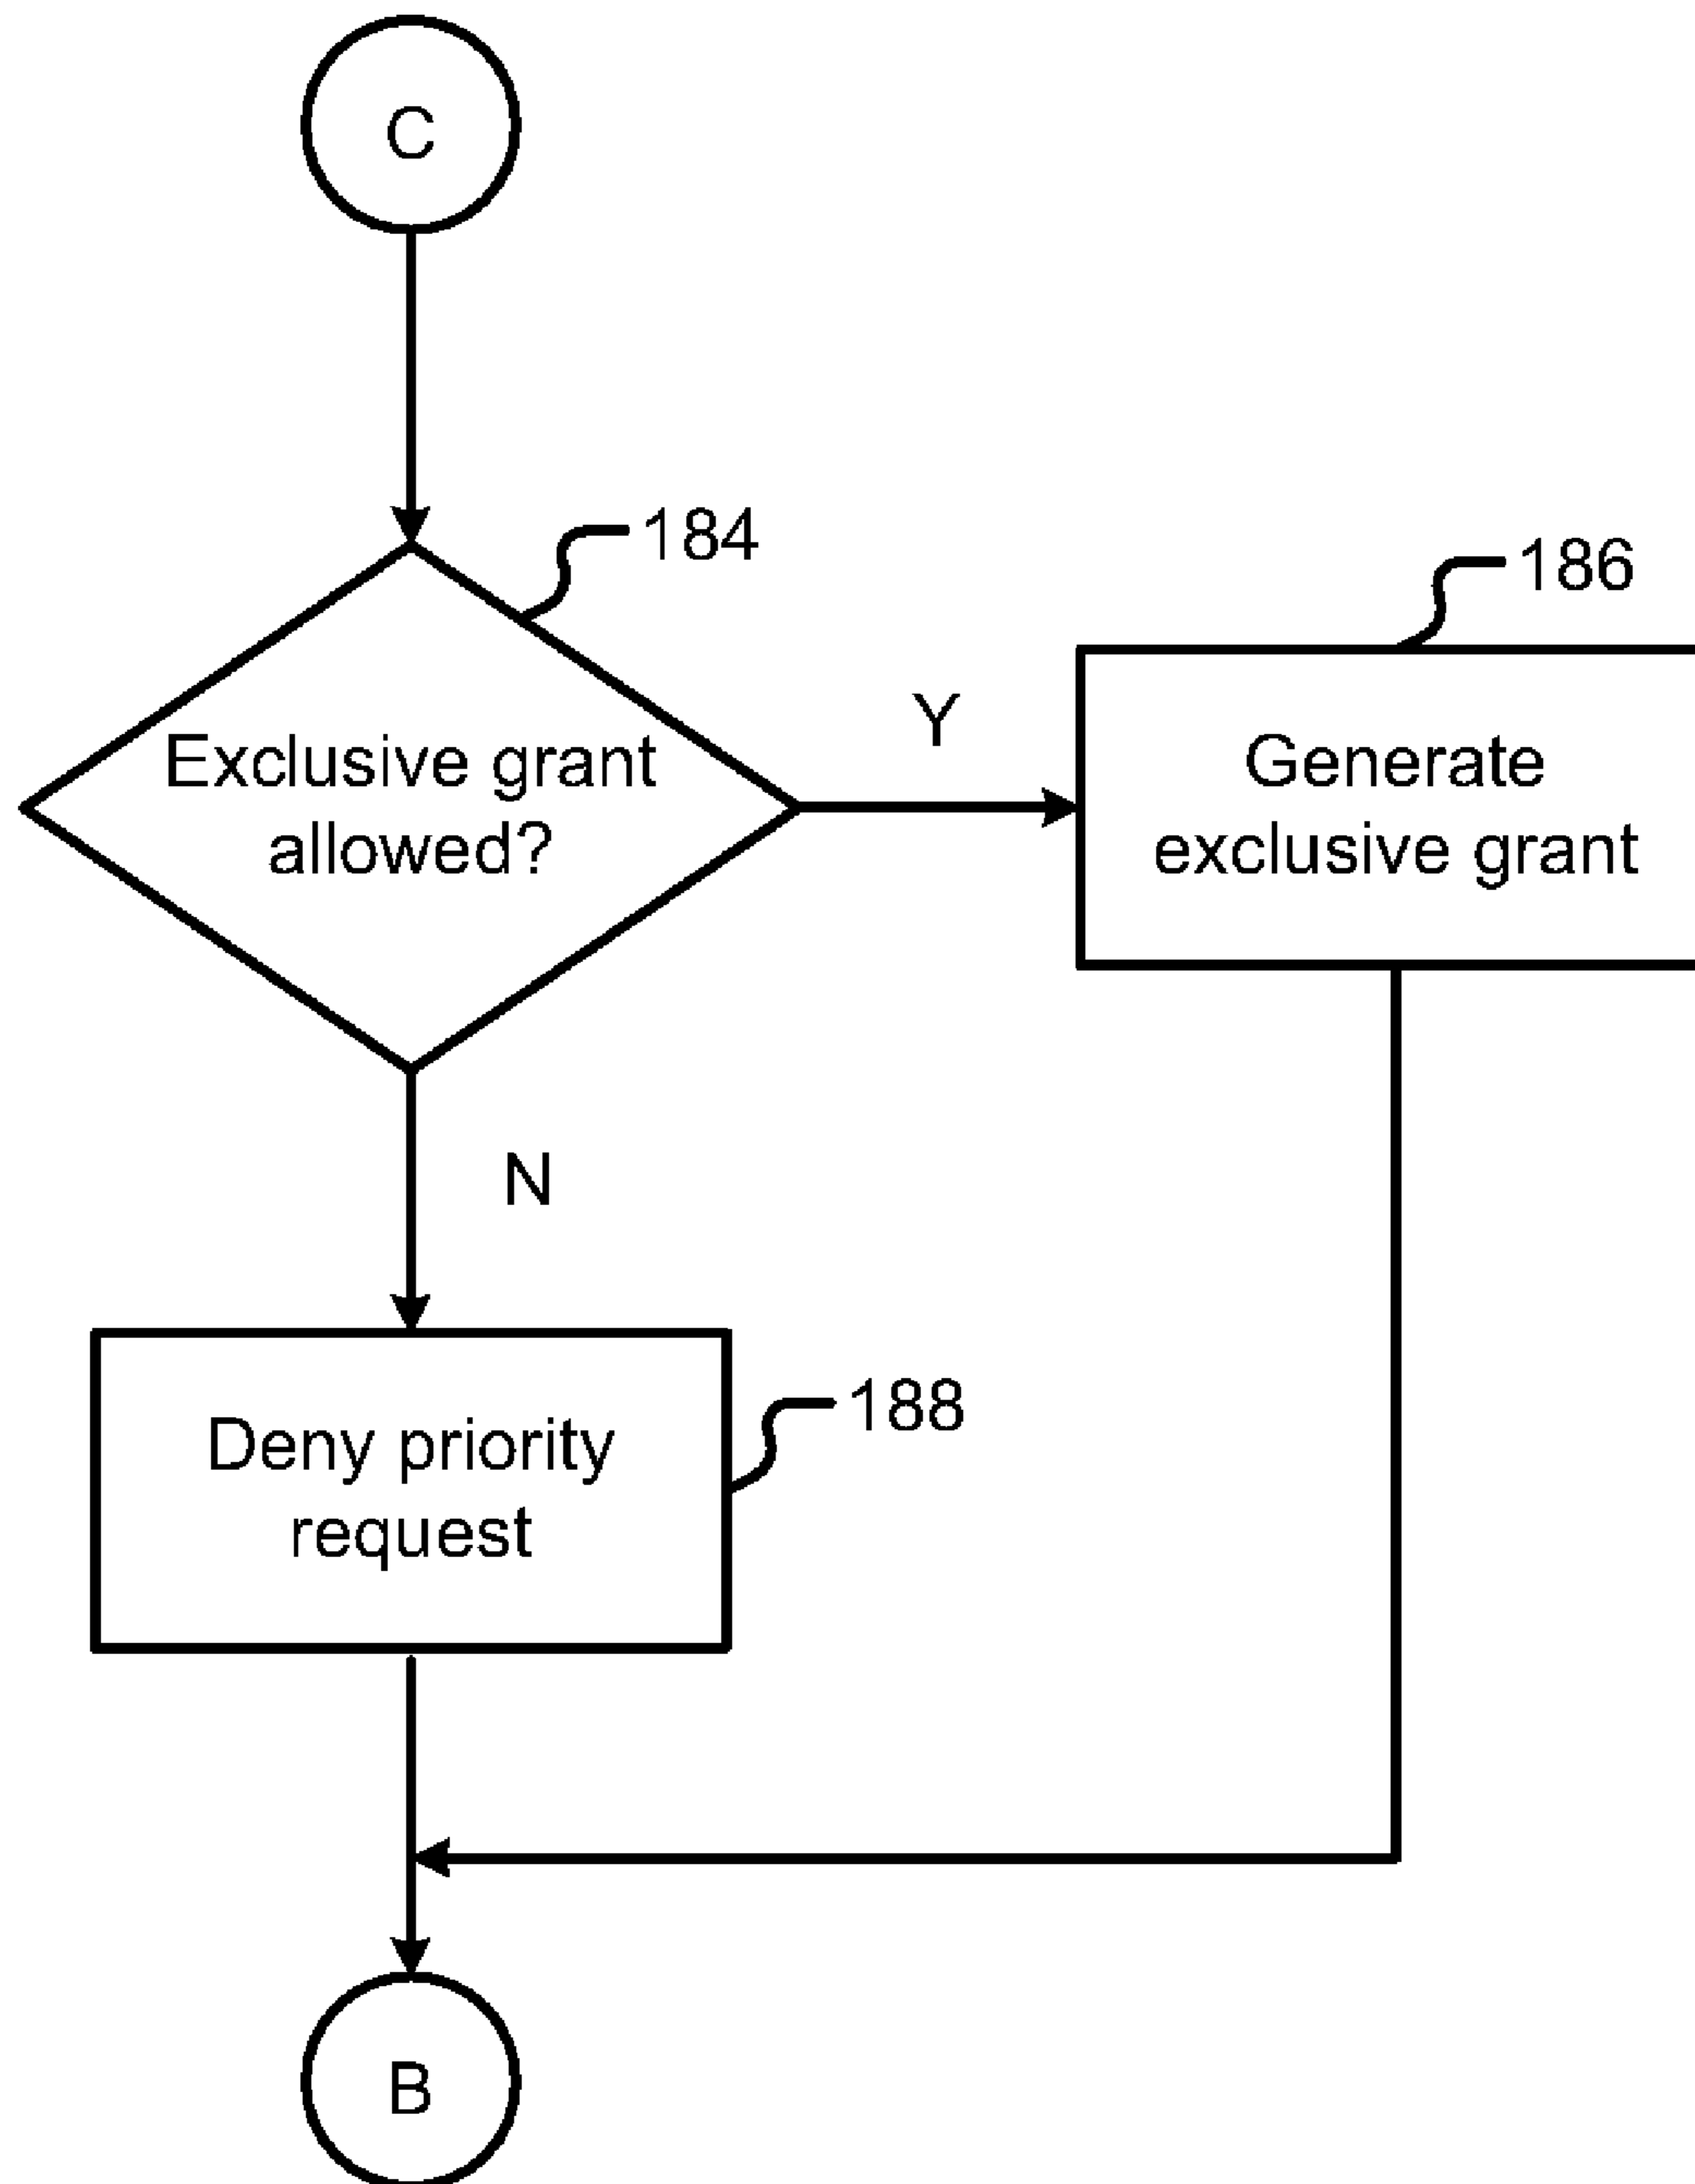 C
184
Exclusive grant
allowed?
Y
186
Generate
exclusive grant
N
Deny priority
request
188
B